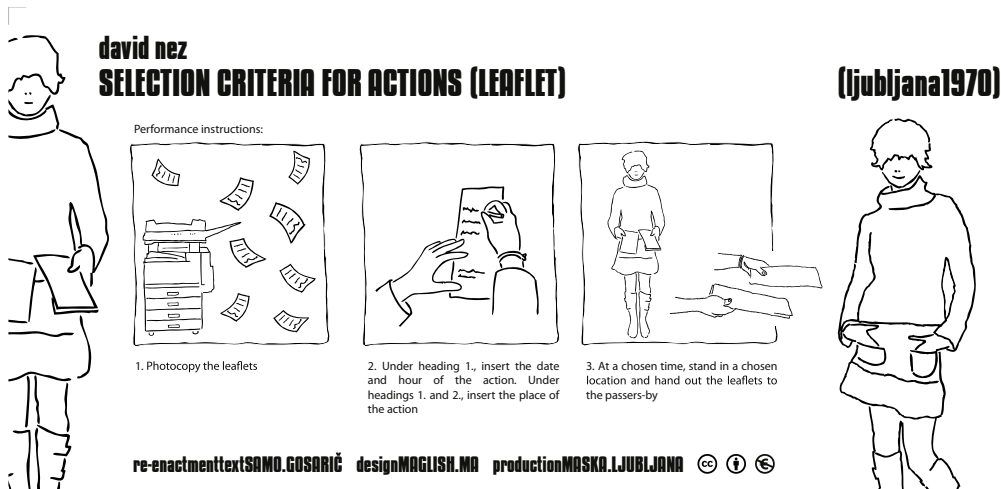 david nez
SELECTION CRITERIA FOR ACTIONS (LEAFLET)
(ljubljana1970)
Performance instructions:
1. Photocopy the leaflets
2. Under heading 1., insert the date
and hour of the action. Under
headings 1. and 2., insert the place of
the action
3. At a chosen time, stand in a chosen
location and hand out the leaflets to
the passers-by
re-enactmenttextSAMO.GOSARIČ designMAGLISH.MA productionMASKA.LJUBLJANA cc